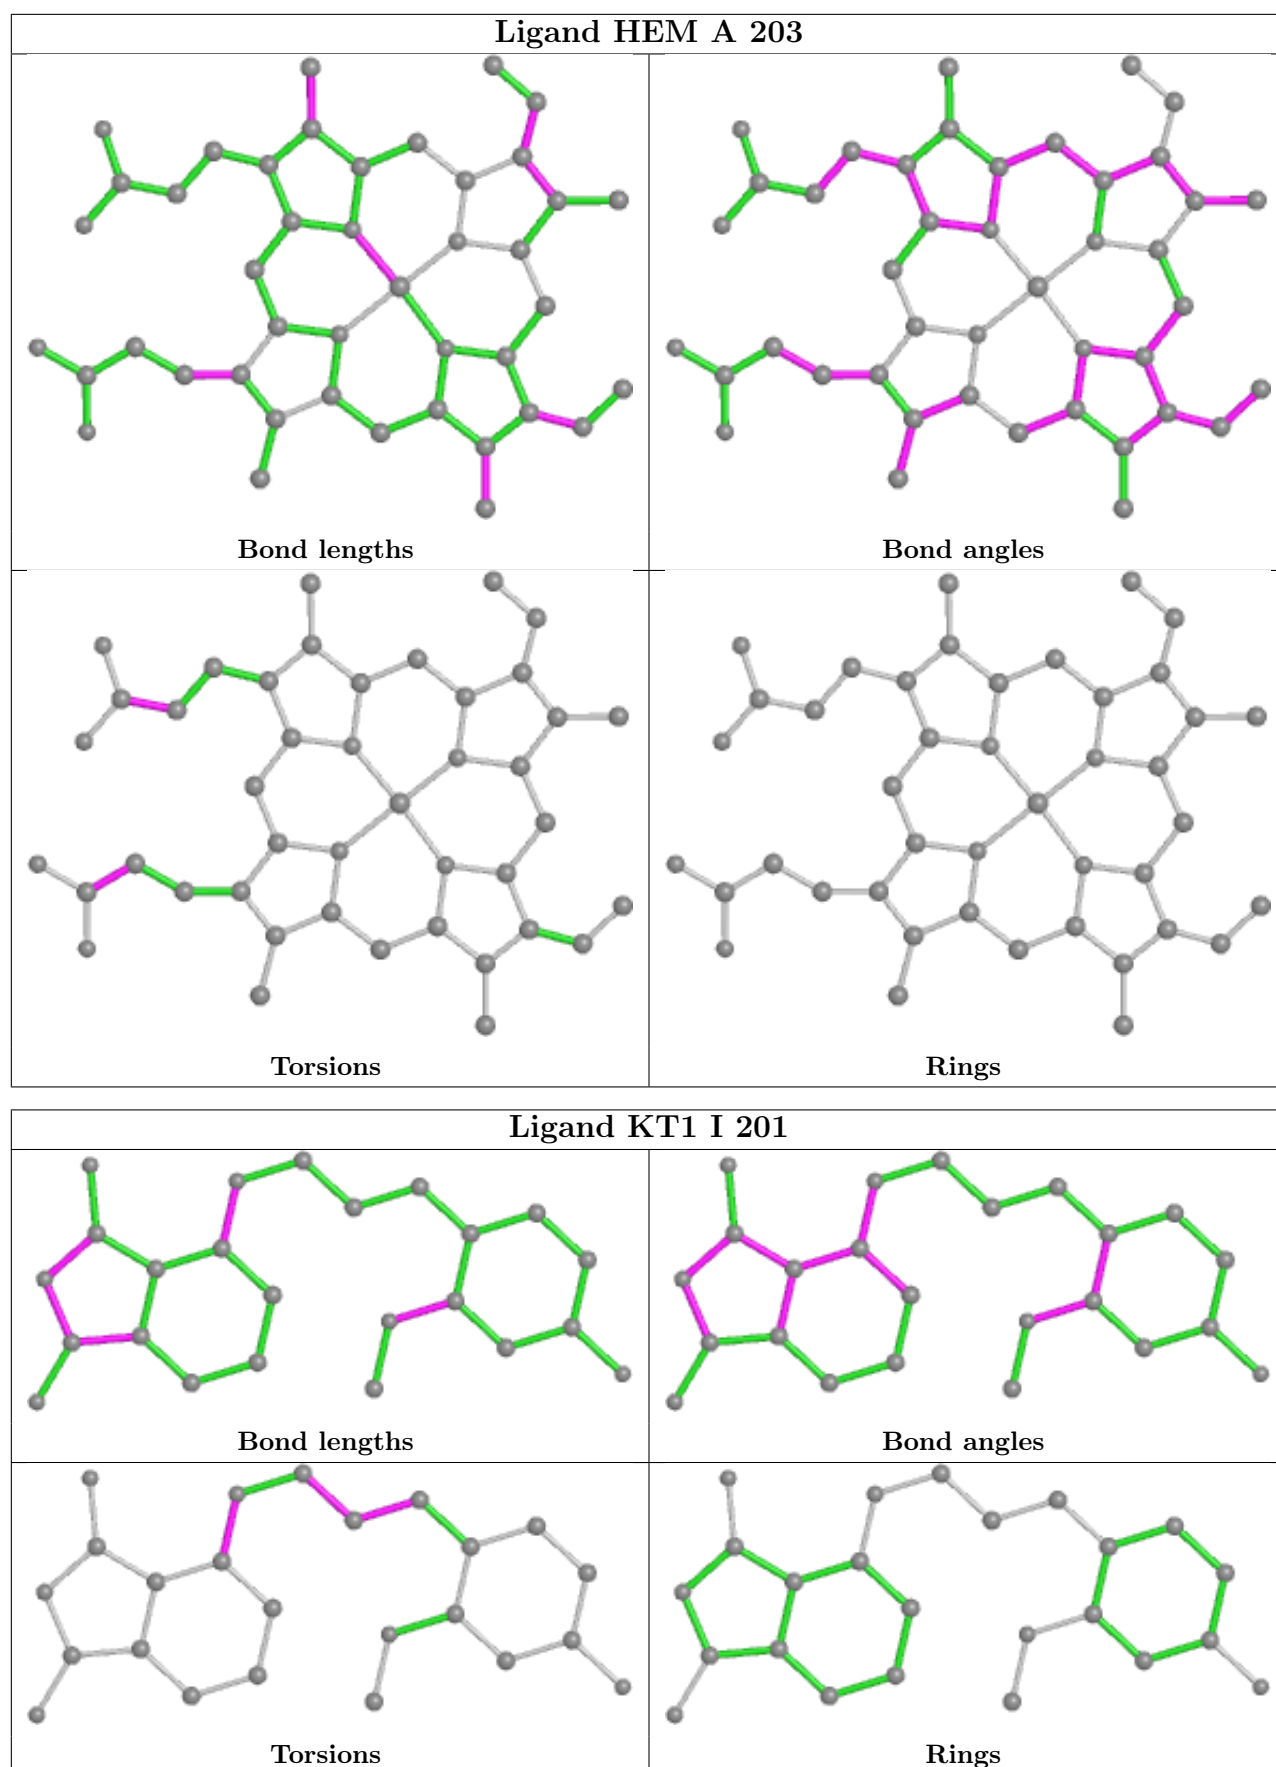 Ligand HEM A 203
Bond lengths
Bond angles
Torsions
Rings
Ligand KT1 I 201
Bond lengths
Bond angles
Torsions
Rings